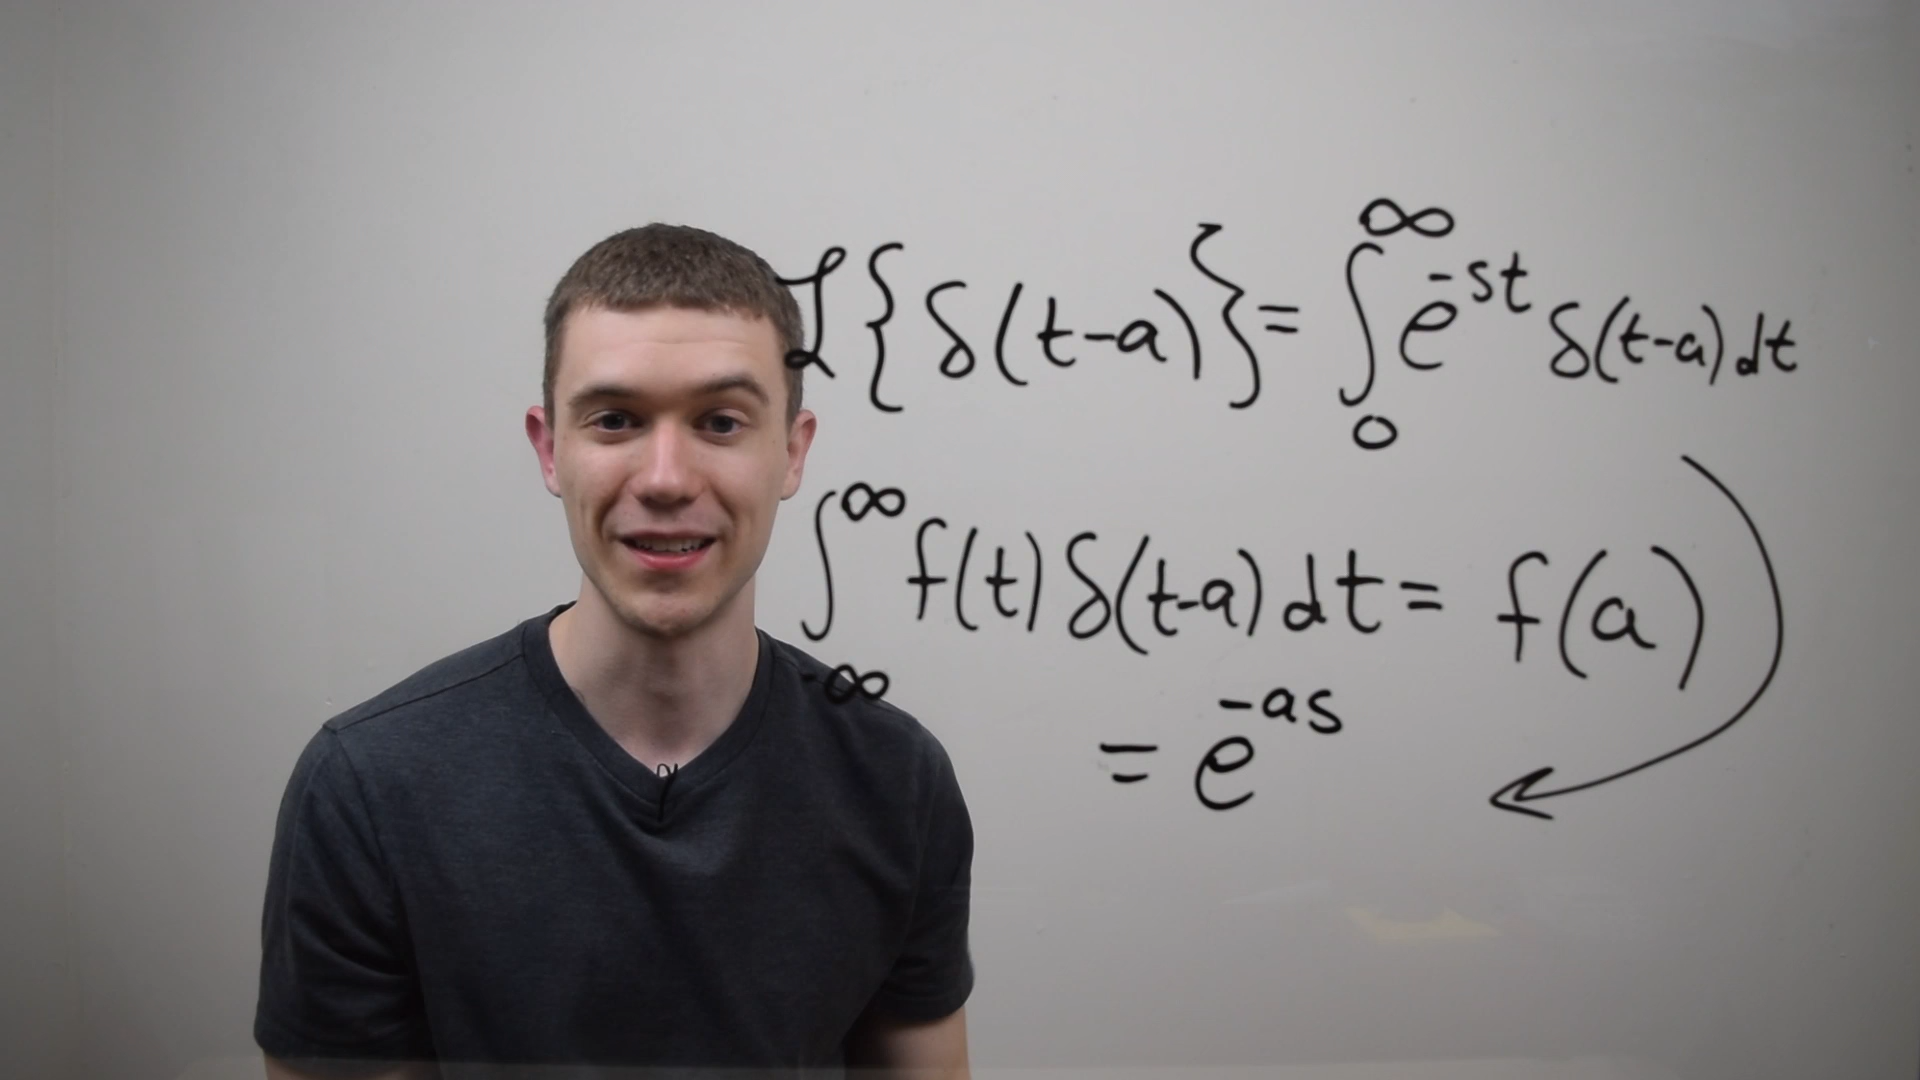 ℒ{δ(t-a)} = ∫₀^∞ e^{-st} δ(t-a) dt
∫_{-∞}^∞ f(t) δ(t-a) dt = f(a)
= e^{-as}